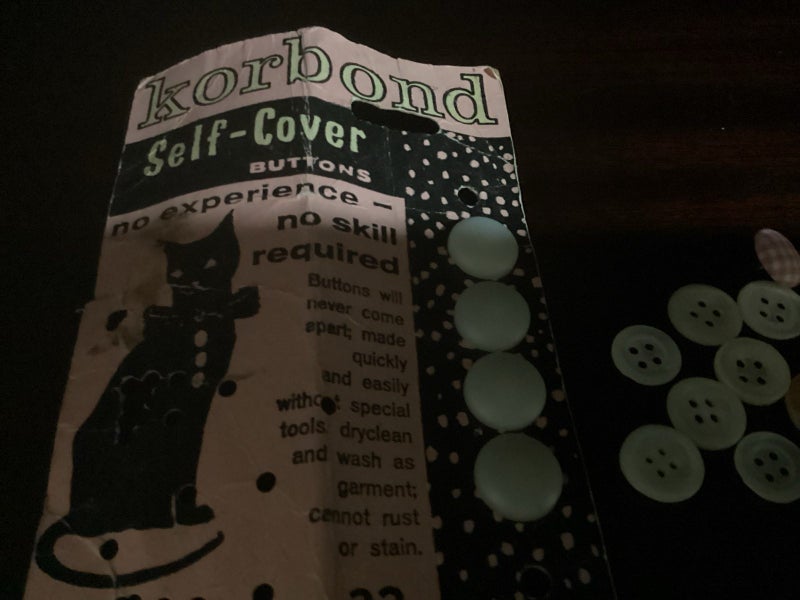 korbond
Self-Cover
BUTTONS
no experience –
no skill
required
Buttons will
never come
apart; made
quickly
and easily
without special
tools dryclean
and wash as
garment;
cannot rust
or stain.